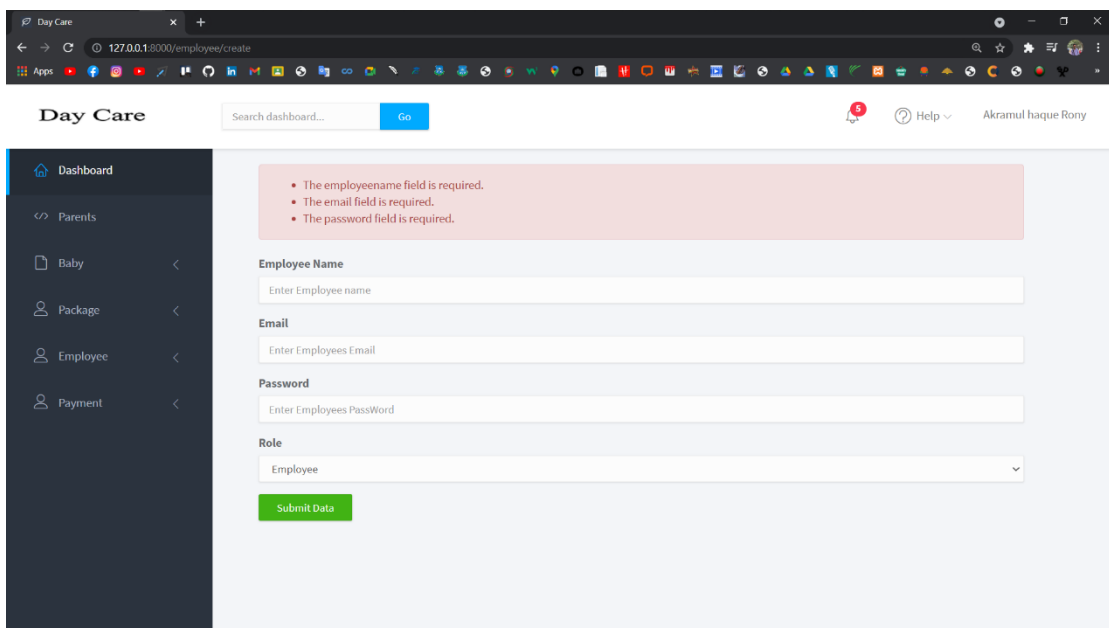 Day Care
127.0.0.1:8000/employee/create
Apps
Day Care
Search dashboard...
Go
5
Help
Akramul haque Rony
Dashboard
Parents
Baby
Package
Employee
Payment
The employeename field is required.
The email field is required.
The password field is required.
Employee Name
Enter Employee name
Email
Enter Employees Email
Password
Enter Employees PassWord
Role
Employee
Submit Data